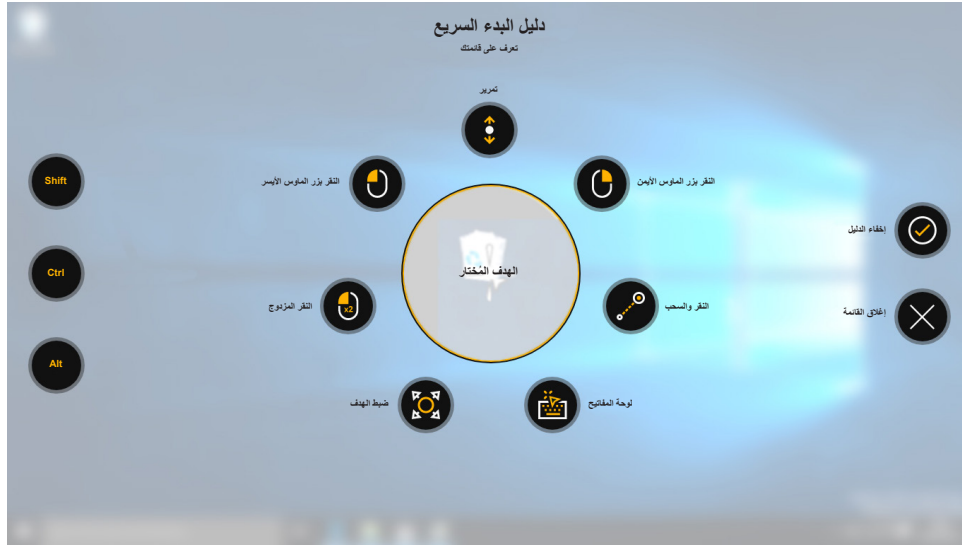 دليل البدء السريع
تعرف على قائمتك
تمرير
النقر بزر الماوس الأيمن
النقر بزر الماوس الأيسر
Shift
إخفاء الدليل
الهدف المُختار
Ctrl
النقر والسحب
النقر المزدوج
x2
إغلاق القائمة
Alt
لوحة المفاتيح
ضبط الهدف